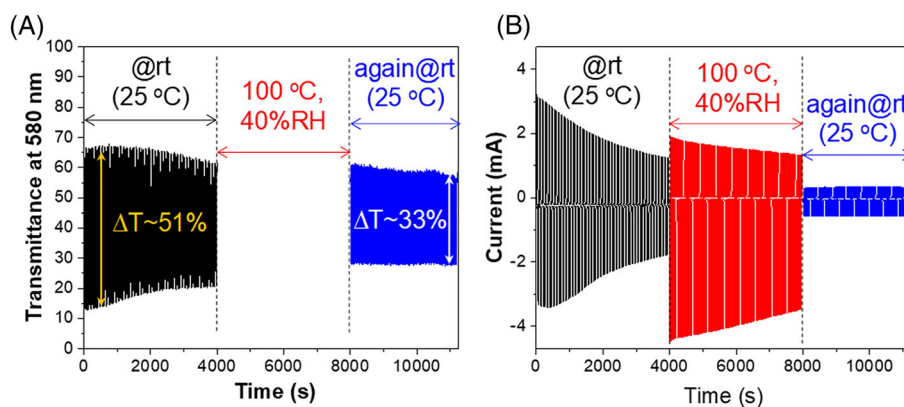 (A)
Transmittance at 580 nm
100
90
80
70
60
50
40
30
20
10
0
@rt
(25 °C)
100 °C,
40%RH
again@rt
(25 °C)
ΔT~51%
ΔT~33%
0 2000 4000 6000 8000 10000
Time (s)
(B)
Current (mA)
4
2
0
-2
-4
@rt
(25 °C)
100 °C,
40%RH
again@rt
(25 °C)
0 2000 4000 6000 8000 10000
Time (s)